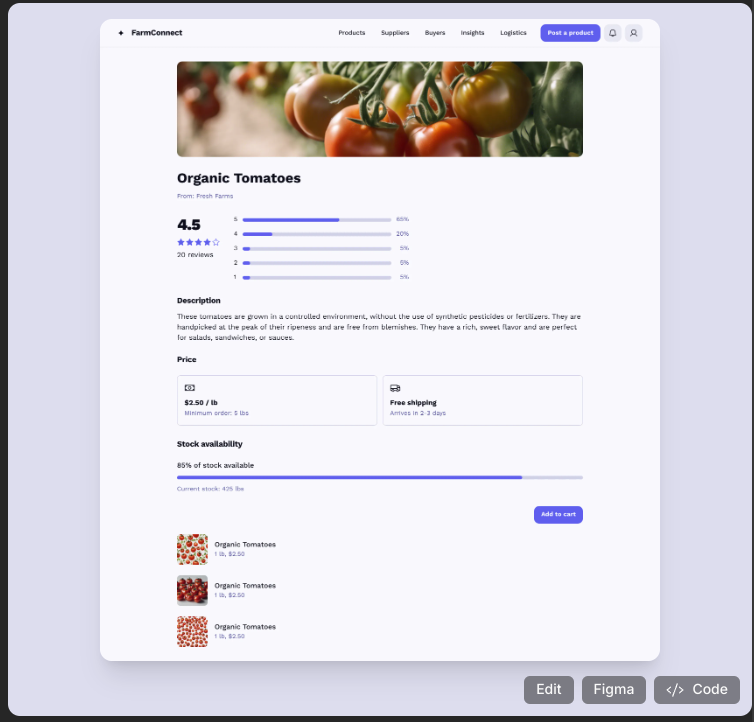 FarmConnect
Products
Suppliers
Buyers
Insights
Logistics
Post a product
Organic Tomatoes
From: Fresh Farms
4.5
20 reviews
5 65%
4 20%
3 5%
2 5%
1 5%
Description
These tomatoes are grown in a controlled environment, without the use of synthetic pesticides or fertilizers. They are
handpicked at the peak of their ripeness and are free from blemishes. They have a rich, sweet flavor and are perfect
for salads, sandwiches, or sauces.
Price
$2.50 / lb
Minimum order: 5 lbs
Free shipping
Arrives in 2-3 days
Stock availability
85% of stock available
Current stock: 425 lbs
Add to cart
Organic Tomatoes
1 lb, $2.50
Organic Tomatoes
1 lb, $2.50
Organic Tomatoes
1 lb, $2.50
Edit
Figma
</> Code